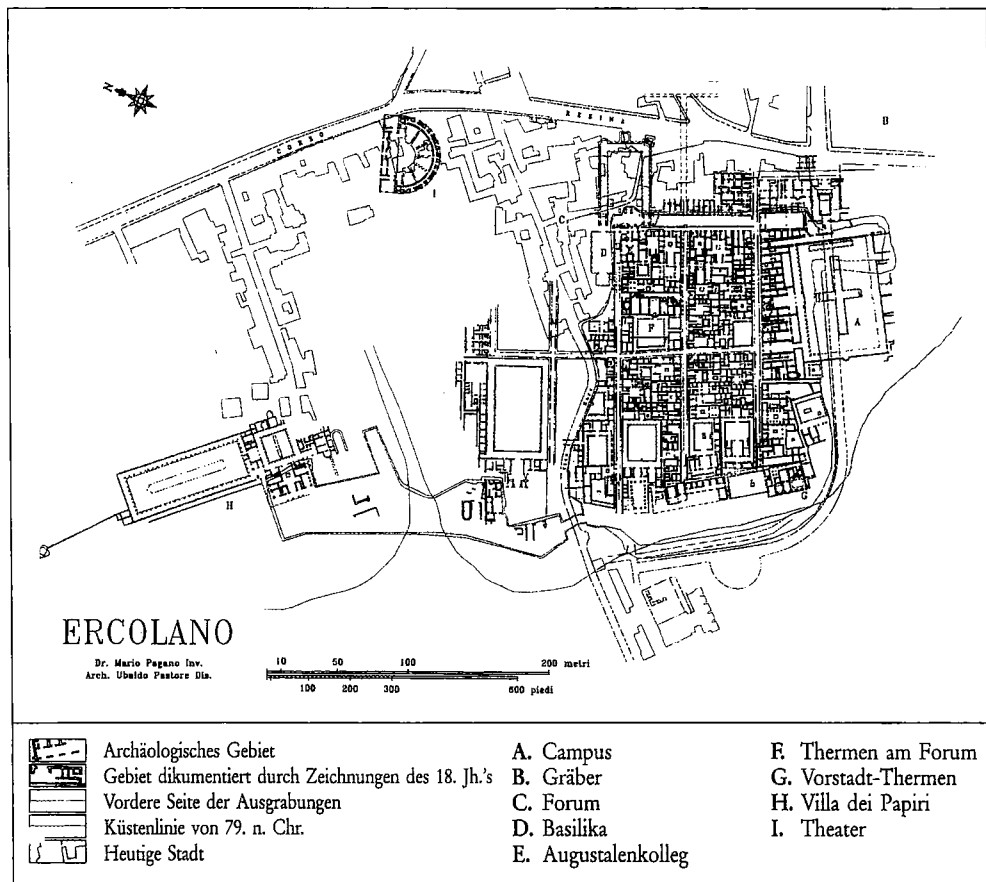 N
CORSO
RESINA
B
I
C
D
F
A
H
G
ERCOLANO
Dr. Mario Pagano Inv.
Arch. Ubaldo Pastore Dis.
10 50 100 200 metri
100 200 300 600 piedi
Archäologisches Gebiet
Gebiet dikumentiert durch Zeichnungen des 18. Jh.'s
Vordere Seite der Ausgrabungen
Küstenlinie von 79. n. Chr.
Heutige Stadt
A. Campus
B. Gräber
C. Forum
D. Basilika
E. Augustalenkolleg
F. Thermen am Forum
G. Vorstadt-Thermen
H. Villa dei Papiri
I. Theater